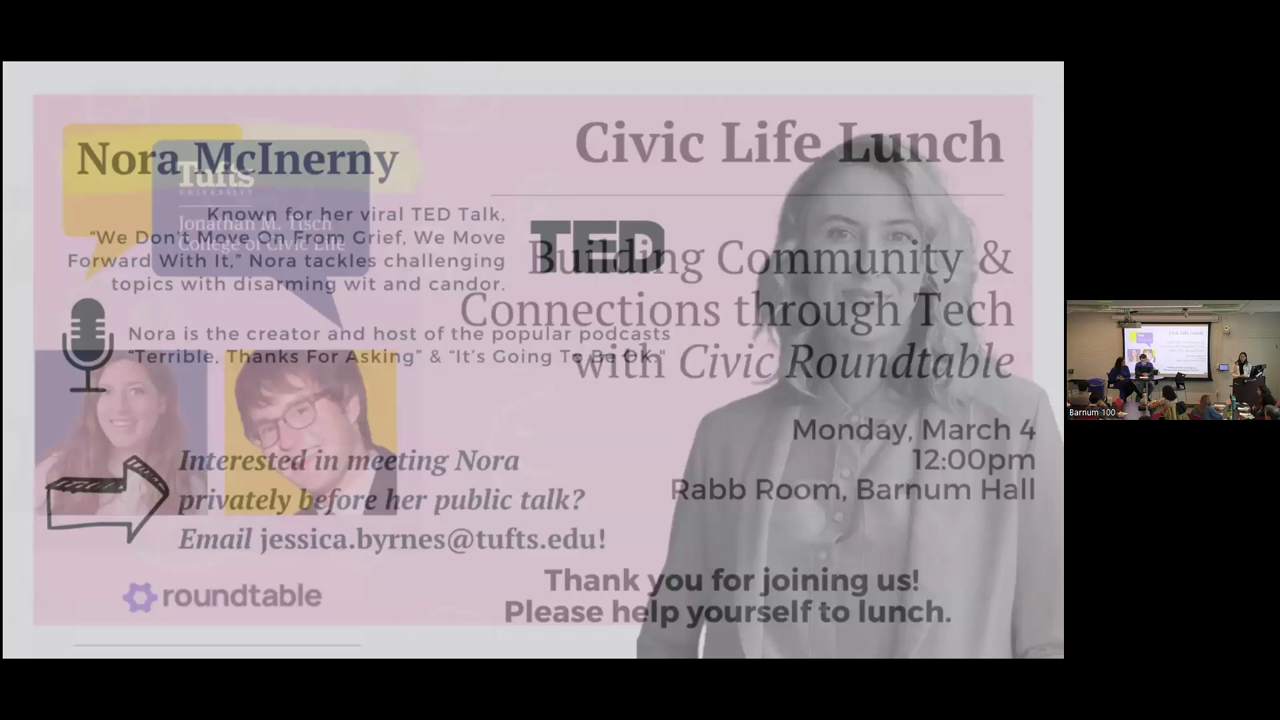 Nora McInerny
Known for her viral TED Talk,
“We Don't Move On From Grief, We Move
Forward With It,” Nora tackles challenging
topics with disarming wit and candor.
TED
Nora is the creator and host of the popular podcasts
“Terrible, Thanks For Asking” & “It's Going To Be OK”
Interested in meeting Nora
privately before her public talk?
Email jessica.byrnes@tufts.edu!
Tufts
UNIVERSITY
Jonathan M. Tisch
College of Civic Life
Civic Life Lunch
Building Community &
Connections through Tech
with Civic Roundtable
Monday, March 4
12:00pm
Rabb Room, Barnum Hall
roundtable
Thank you for joining us!
Please help yourself to lunch.
Civic Life Lunch
Barnum 100